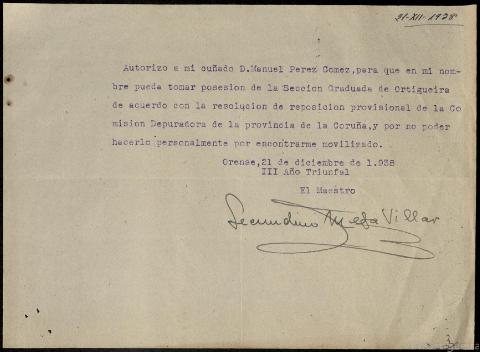 21-XII-1938
Autorizo a mi cuñado D.Manuel Perez Gomez,para que en mi nom-
bre pueda tomar posesion de la Seccion Graduada de Ortigueira
de acuerdo con la resolucion de rsposicion provisional de la Co
mision Depuradora de la provincia de la Coruña,y por no poder
hacerlo personalmente por encontrarme movilizado.
Orense,21 de diciembre de 1.938
III Año Triunfal
El Maestro
Secundino Villar